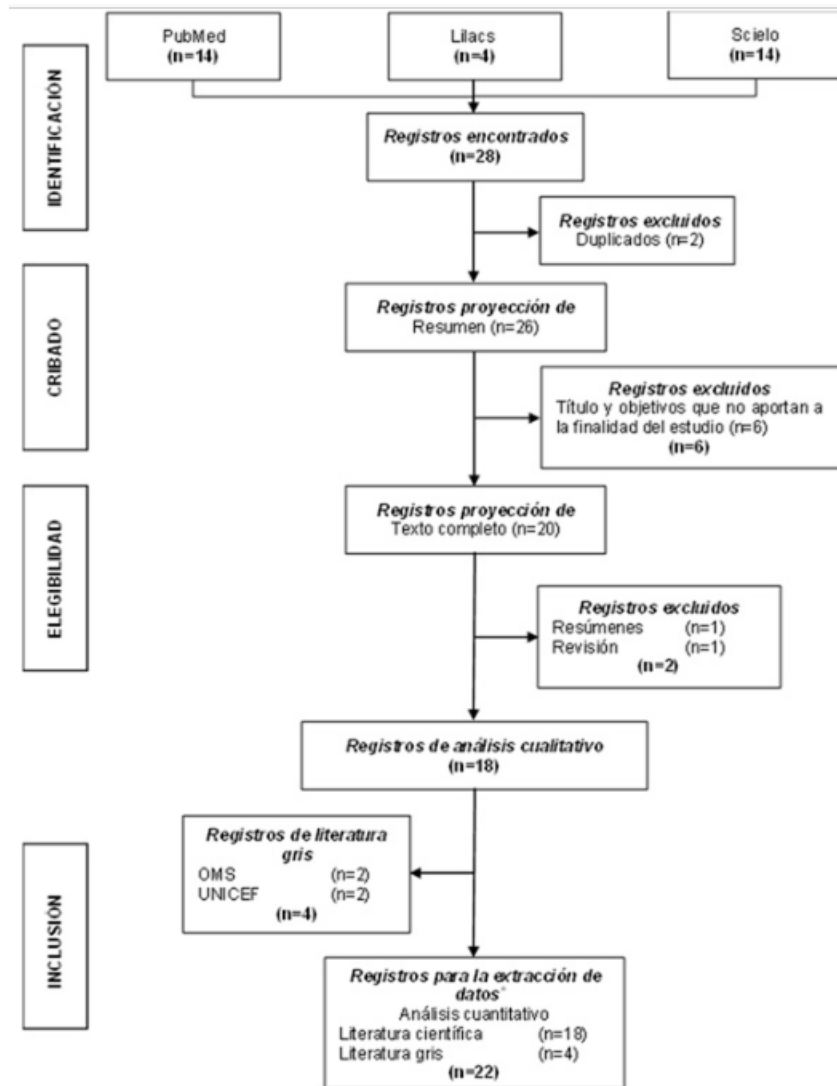 PubMed
(n=14)
Lilacs
(n=4)
Scielo
(n=14)
IDENTIFICACIÓN
Registros encontrados
(n=28)
Registros excluidos
Duplicados (n=2)
CRIBADO
Registros proyección de
Resumen (n=26)
Registros excluidos
Título y objetivos que no aportan a
la finalidad del estudio (n=6)
(n=6)
ELEGIBILIDAD
Registros proyección de
Texto completo (n=20)
Registros excluidos
Resúmenes (n=1)
Revisión (n=1)
(n=2)
Registros de análisis cualitativo
(n=18)
INCLUSIÓN
Registros de literatura
gris
OMS (n=2)
UNICEF (n=2)
(n=4)
Registros para la extracción de
datos*
Análisis cuantitativo
Literatura científica (n=18)
Literatura gris (n=4)
(n=22)